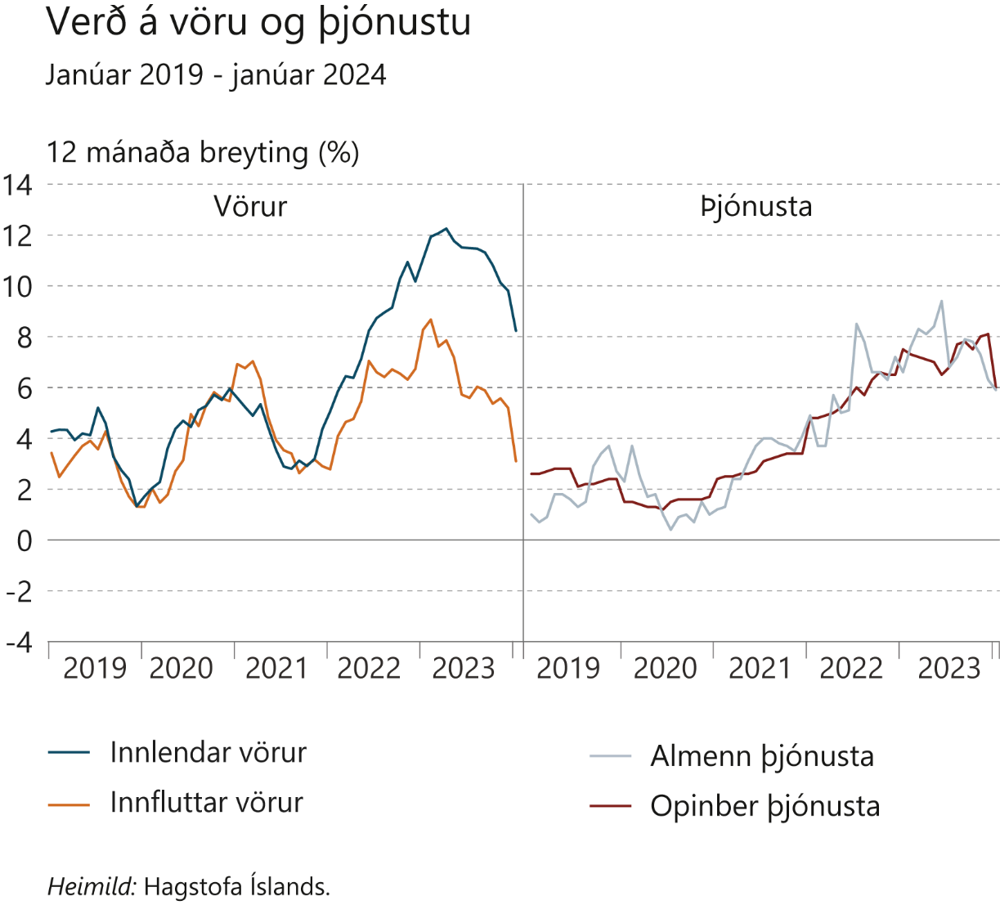 Verð á vöru og þjónustu
Janúar 2019 - janúar 2024
12 mánaða breyting (%)
14
12
10
8
6
4
2
0
-2
-4
Vörur
Þjónusta
2019 2020 2021 2022 2023
2019 2020 2021 2022 2023
Innlendar vörur
Innfluttar vörur
Almenn þjónusta
Opinber þjónusta
Heimild: Hagstofa Íslands.